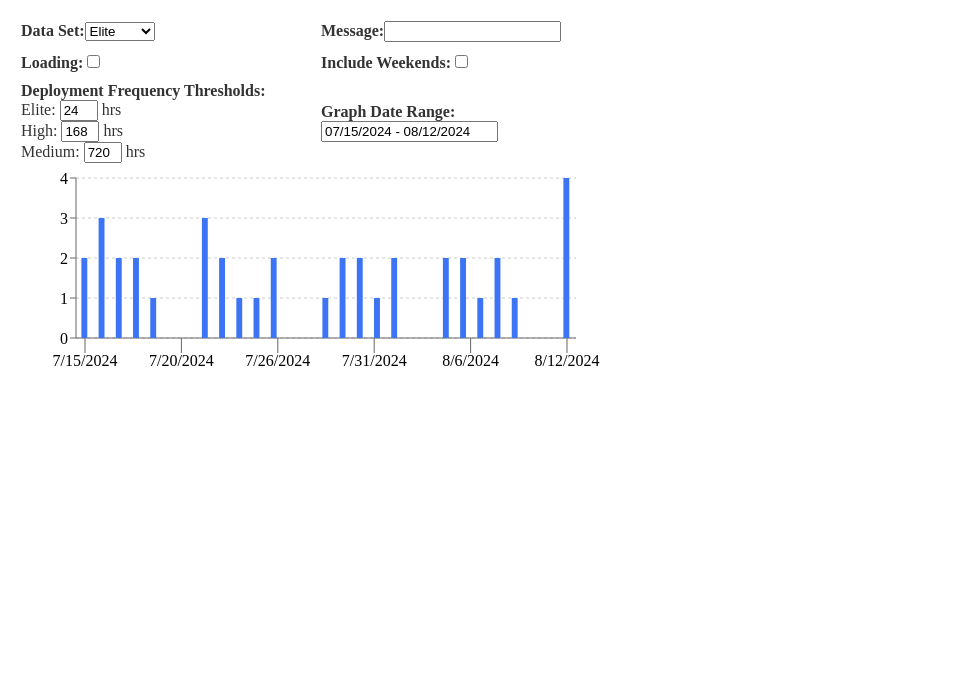 Data Set: Elite
Message:
Loading:
Include Weekends:
Deployment Frequency Thresholds:
Elite: 24 hrs
High: 168 hrs
Medium: 720 hrs
Graph Date Range:
07/15/2024 - 08/12/2024
4
3
2
1
0
7/15/2024 7/20/2024 7/26/2024 7/31/2024 8/6/2024 8/12/2024